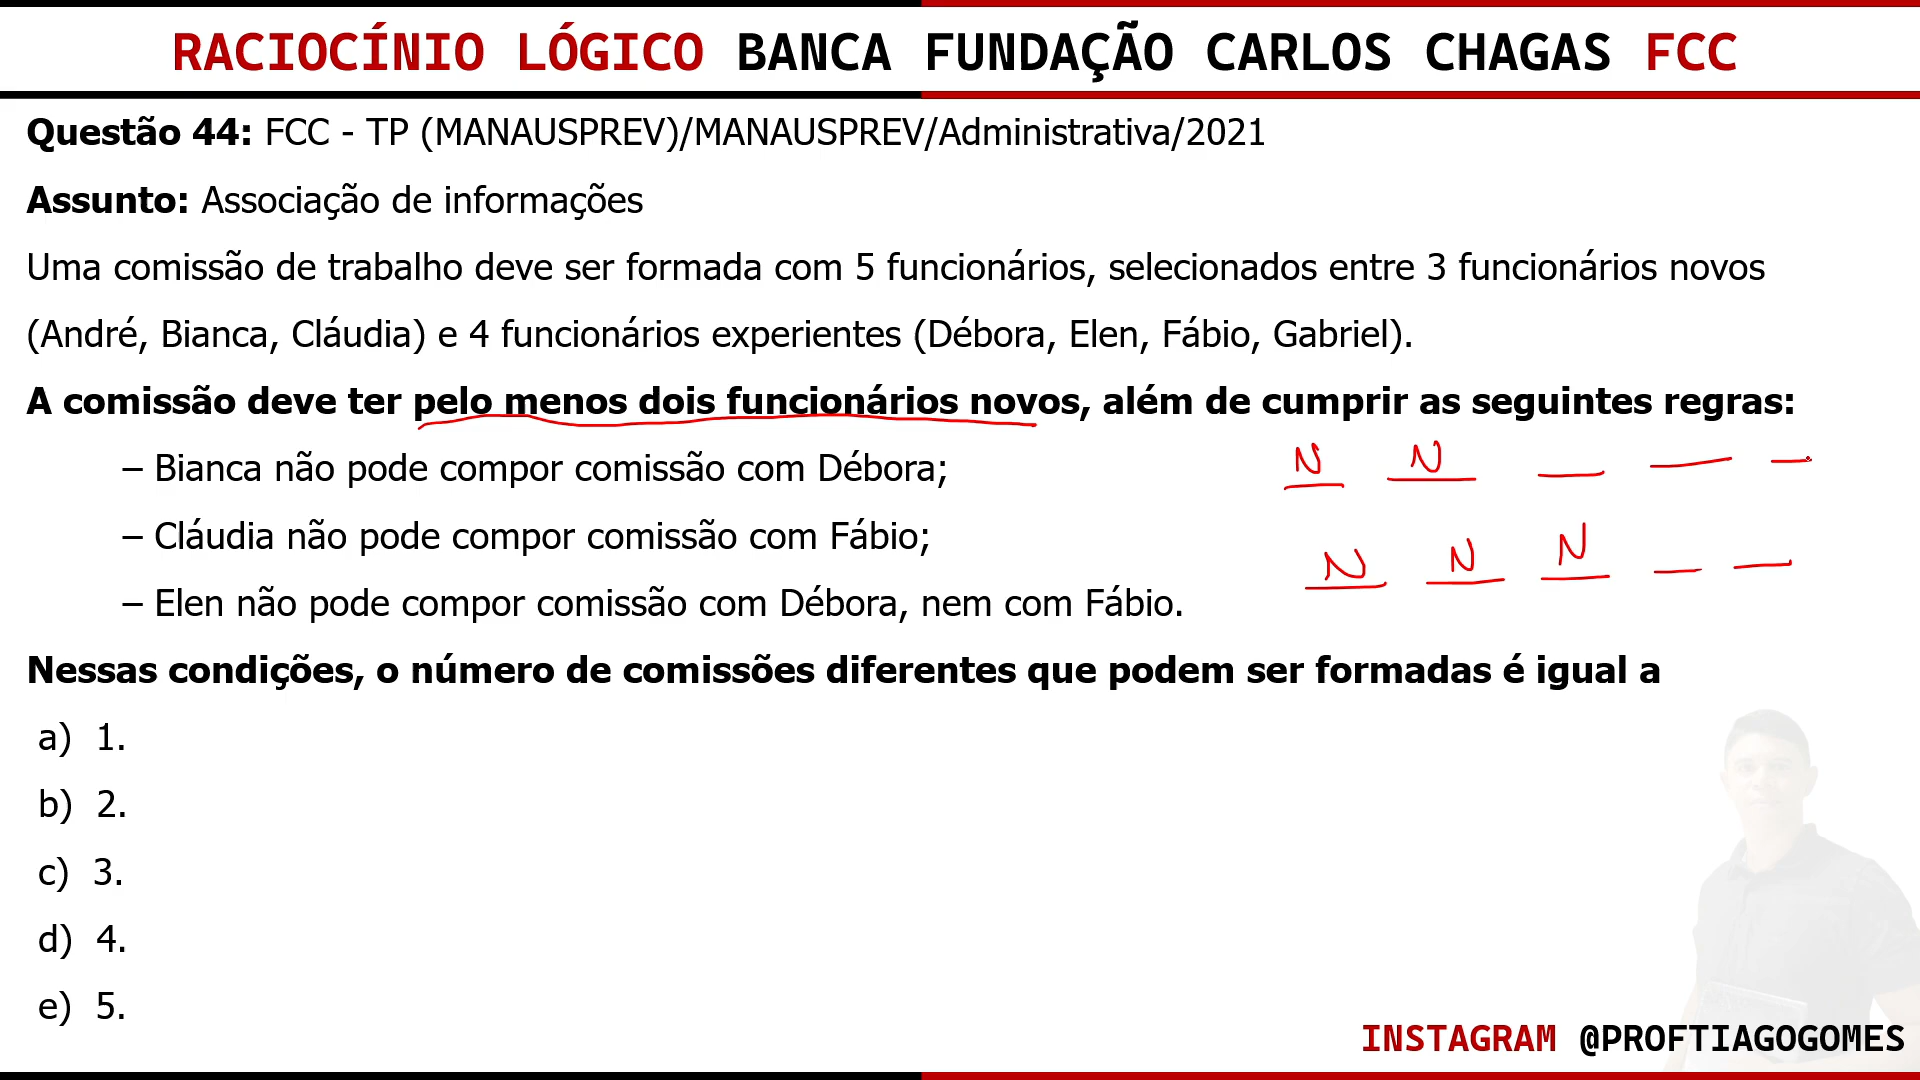 RACIOCÍNIO LÓGICO BANCA FUNDAÇÃO CARLOS CHAGAS FCC
Questão 44: FCC - TP (MANAUSPREV)/MANAUSPREV/Administrativa/2021
Assunto: Associação de informações
Uma comissão de trabalho deve ser formada com 5 funcionários, selecionados entre 3 funcionários novos
(André, Bianca, Cláudia) e 4 funcionários experientes (Débora, Elen, Fábio, Gabriel).
A comissão deve ter pelo menos dois funcionários novos, além de cumprir as seguintes regras:
– Bianca não pode compor comissão com Débora;
N N
– Cláudia não pode compor comissão com Fábio;
N N N
– Elen não pode compor comissão com Débora, nem com Fábio.
Nessas condições, o número de comissões diferentes que podem ser formadas é igual a
a) 1.
b) 2.
c) 3.
d) 4.
e) 5.
INSTAGRAM @PROFTIAGOGOMES